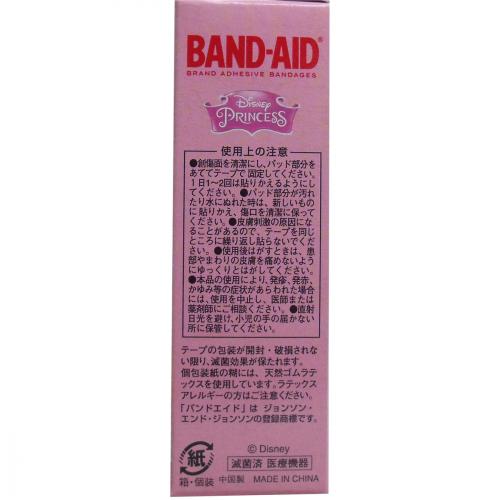 BAND-AID
BRAND ADHESIVE BANDAGES
Disney
PRINCESS
使用上の注意
●創傷面を清潔にし、パッド部分を
あててテープで固定してください。
1日1〜2回は貼りかえるようにし
てください。●パッド部分が汚れ
たり水にぬれた時は、新しいもの
に貼りかえ、傷口を清潔に保って
ください。●皮膚刺激の原因にな
ることがあるので、テープを同じ
ところに繰り返し貼らないでくだ
さい。●使用後はがすときは、患
部やまわりの皮膚を痛めないよう
にゆっくりとはがしてください。
●本品の使用により、発疹、発赤、
かゆみ等の症状があらわれた場合
には、使用を中止し、医師または
薬剤師にご相談ください。●直射
日光を避け、小児の手の届かない
所に保管してください。
テープの包装が開封・破損されな
い限り、滅菌効果が保たれます。
個包装紙の糊には、天然ゴムラテ
ックスを使用しています。ラテックス
アレルギーの方はご注意ください。
「バンドエイド」は ジョンソン・
エンド・ジョンソンの登録商標です。
紙
箱・個装
© Disney
滅菌済 医療機器
中国製 MADE IN CHINA